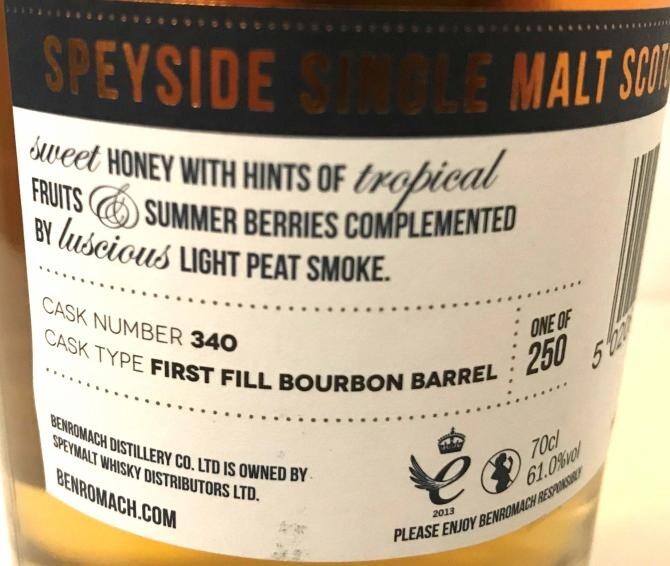 SPEYSIDE SINGLE MALT SCOT
sweet HONEY WITH HINTS OF tropical
FRUITS & SUMMER BERRIES COMPLEMENTED
BY luscious LIGHT PEAT SMOKE.
CASK NUMBER 340
CASK TYPE FIRST FILL BOURBON BARREL
ONE OF
250
BENROMACH DISTILLERY CO. LTD IS OWNED BY
SPEYMALT WHISKY DISTRIBUTORS LTD.
BENROMACH.COM
e
2013
70cl
61.0%vol
PLEASE ENJOY BENROMACH RESPONSIBLY
5 020